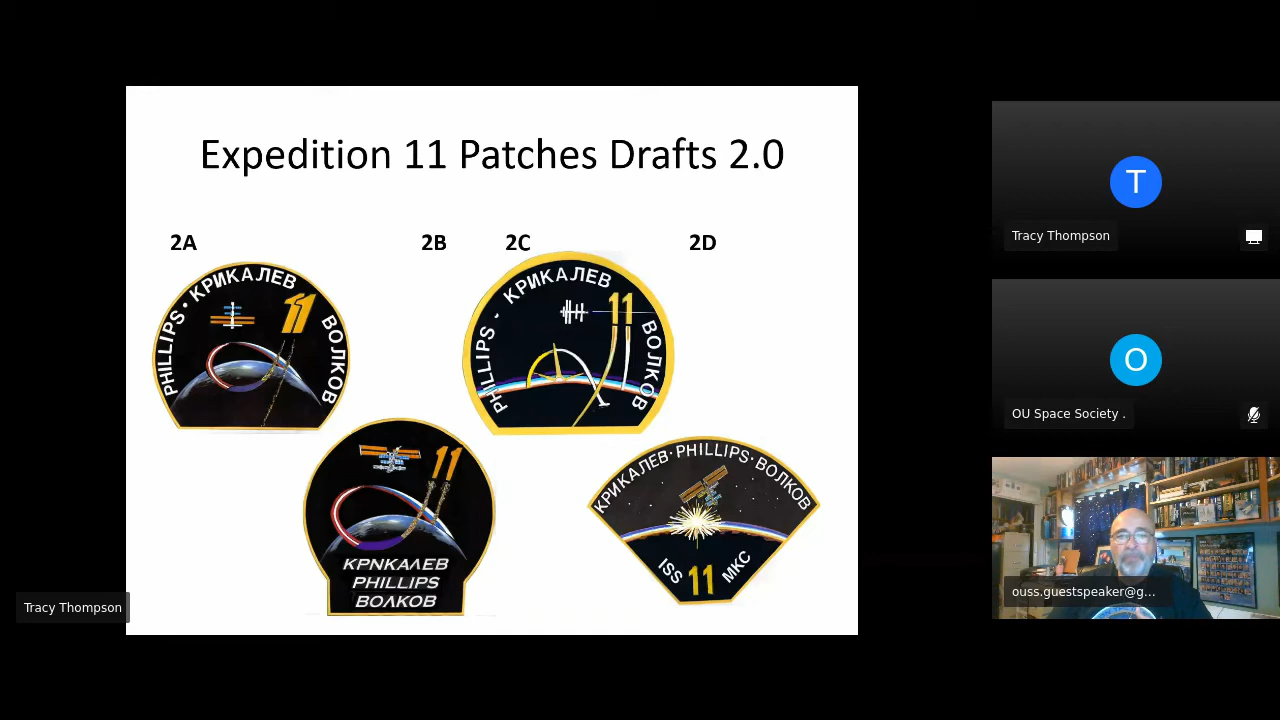 Expedition 11 Patches Drafts 2.0
2A
2B
2C
2D
PHILLIPS · КРИКАЛЕВ
11
ВОЛКОВ
PHILLIPS - КРИКАЛЕВ
11
ВОЛКОВ
11
КРNКАЛЕВ
PHILLIPS
ВОЛКОВ
КРИКАЛЕВ·PHILLIPS·ВОЛКОВ
ISS 11 МКС
Tracy Thompson
T
Tracy Thompson
O
OU Space Society .
ouss.guestspeaker@g...